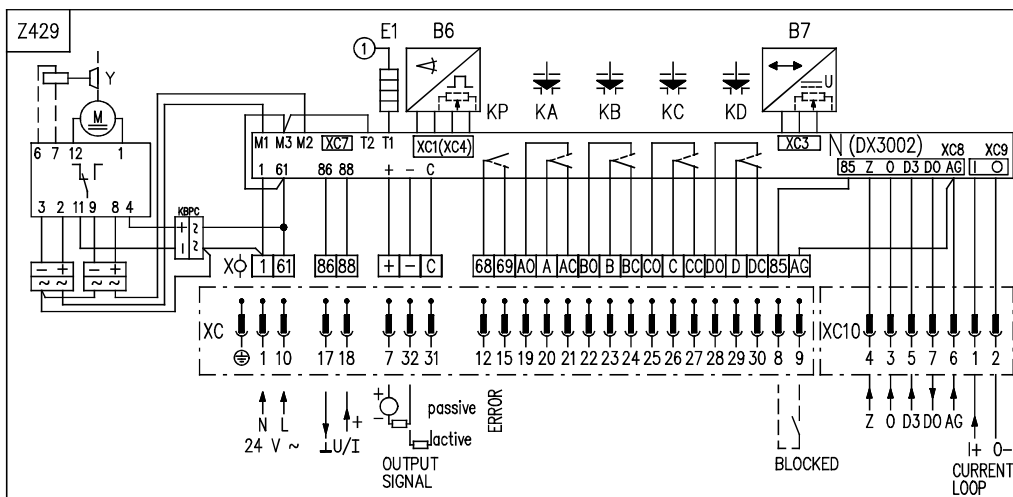 Z429
E1 B6 B7
1
Y
M
KP KA KB KC KD
U
6 7 12 1
M1 M3 M2 XC7 T2 T1 XC1(XC4) XC3 N (DX3002) XC8 XC9
1 61 86 88 + − C 85 Z O D3 DO AG I O
3 2 11 9 8 4
KBPC
+ ~
− ~
− + − +
~ ~
X 1 61 86 88 + − C 68 69 AO A AC BO B BC CO C CC DO D DC 85 AG
XC XC10
1 10 17 18 7 32 31 12 15 19 20 21 22 23 24 25 26 27 28 29 30 8 9 4 3 5 7 6 1 2
N L + + − passive ERROR Z O D3 DO AG
24 V ~ ⊥ U/I active I+ O−
OUTPUT
SIGNAL
BLOCKED
CURRENT
LOOP